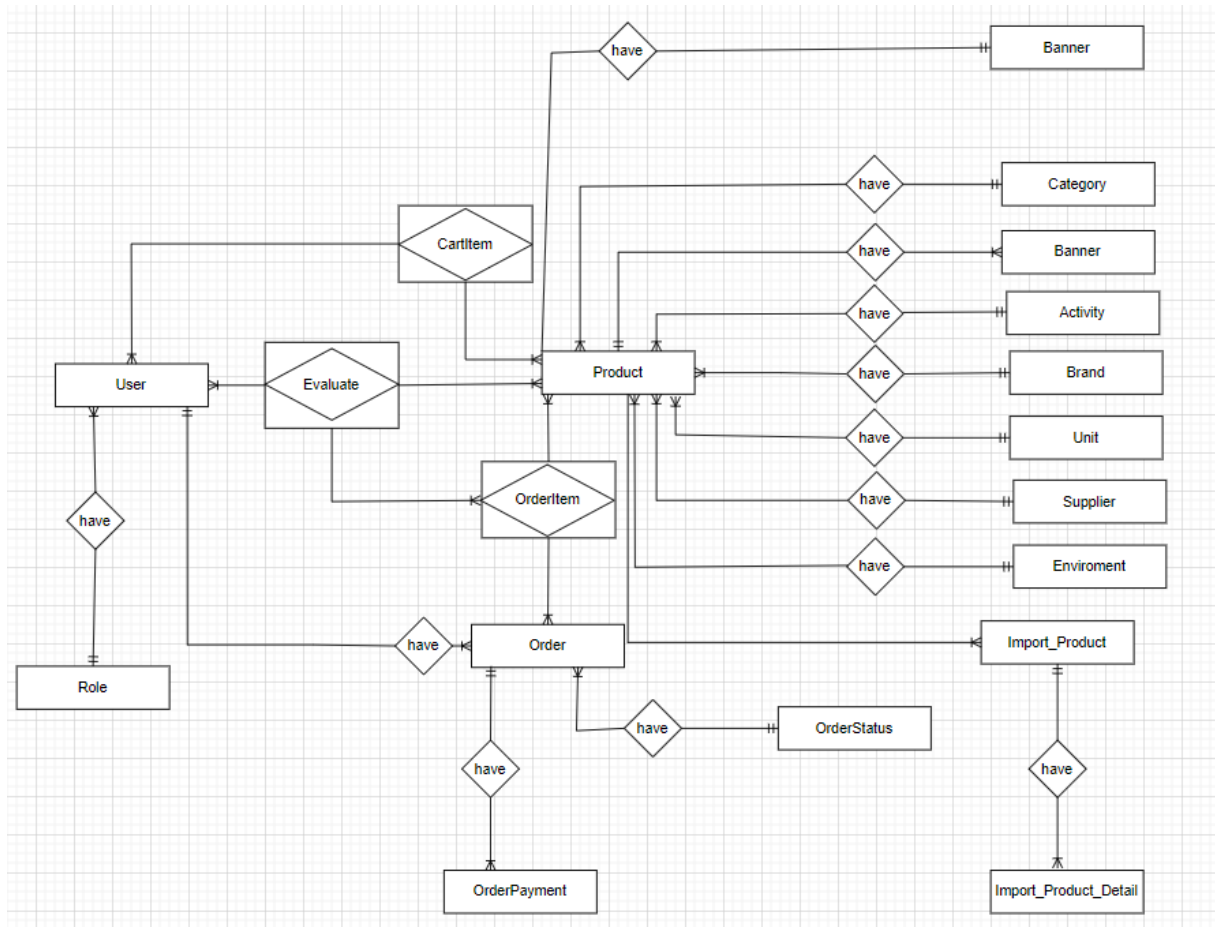 have
Banner
have
Category
CartItem
have
Banner
have
Activity
User
Evaluate
Product
have
Brand
have
Unit
have
OrderItem
have
Supplier
have
Enviroment
have
Order
Import_Product
Role
have
OrderStatus
have
have
OrderPayment
Import_Product_Detail